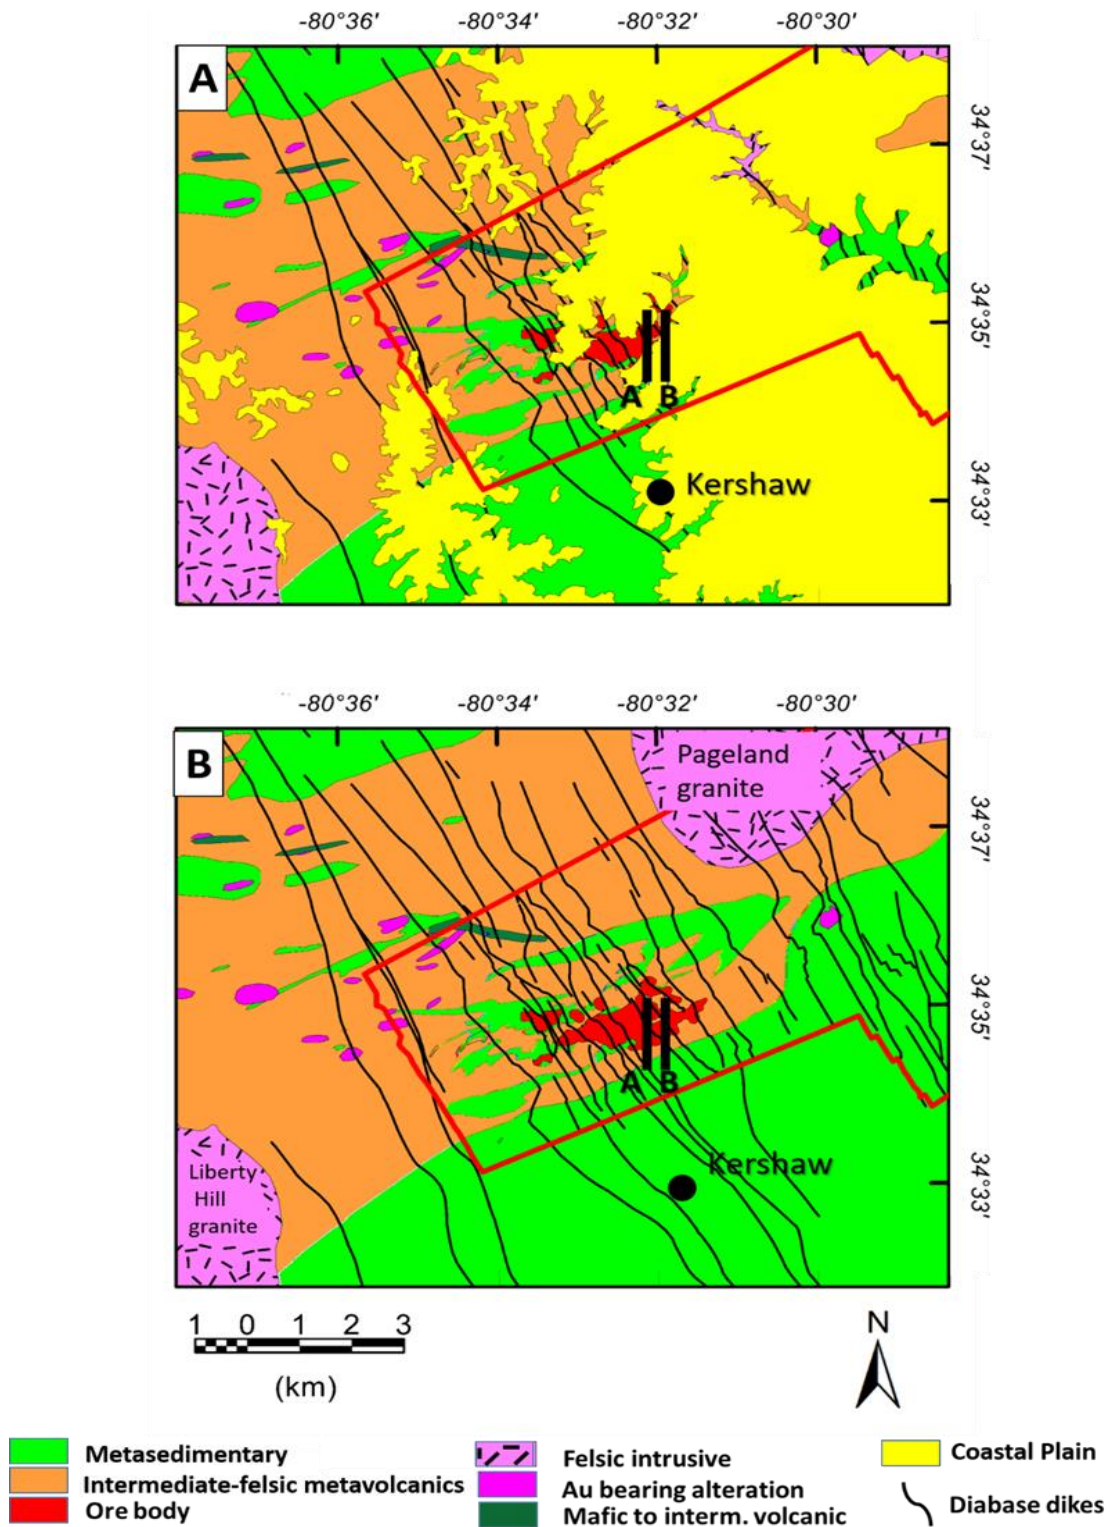 -80°36' -80°34' -80°32' -80°30'
A
34°37'
34°35'
A B
Kershaw
34°33'
-80°36' -80°34' -80°32' -80°30'
B
Pageland
granite
34°37'
34°35'
A B
Kershaw
34°33'
Liberty
Hill
granite
1 0 1 2 3
(km)
N
Metasedimentary
Intermediate-felsic metavolcanics
Ore body
Felsic intrusive
Au bearing alteration
Mafic to interm. volcanic
Coastal Plain
Diabase dikes